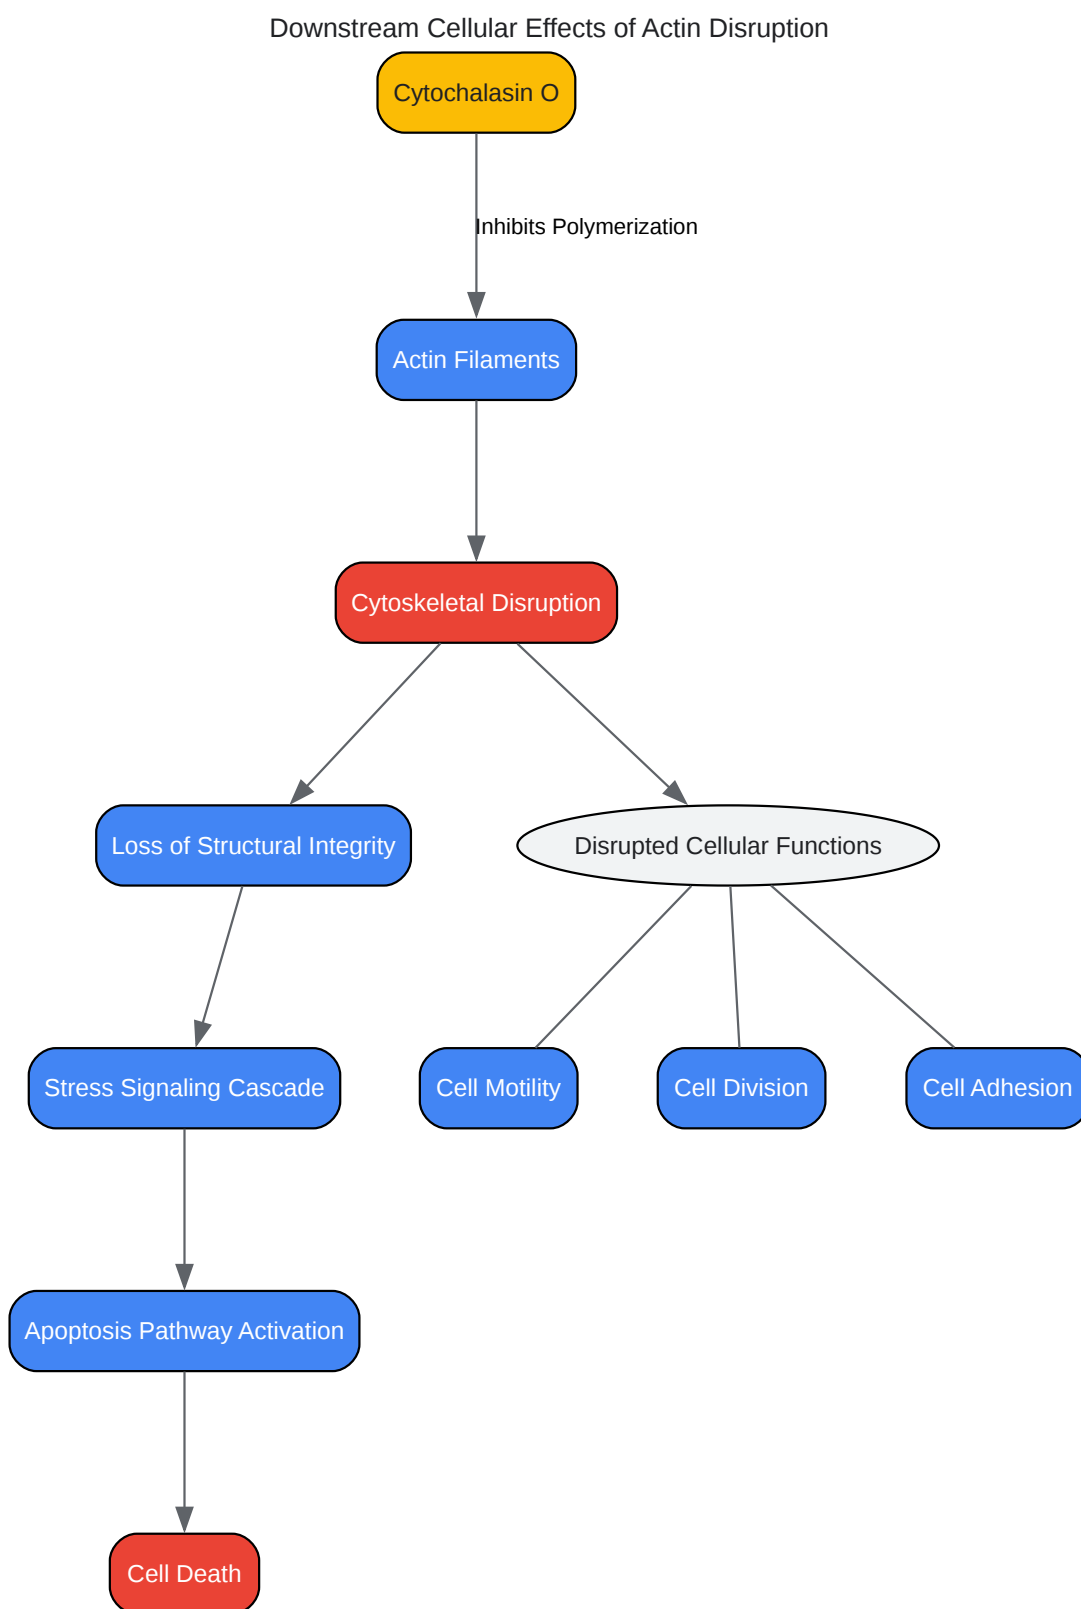 Downstream Cellular Effects of Actin Disruption
Cytochalasin O
Inhibits Polymerization
Actin Filaments
Cytoskeletal Disruption
Loss of Structural Integrity
Disrupted Cellular Functions
Stress Signaling Cascade
Cell Motility
Cell Division
Cell Adhesion
Apoptosis Pathway Activation
Cell Death